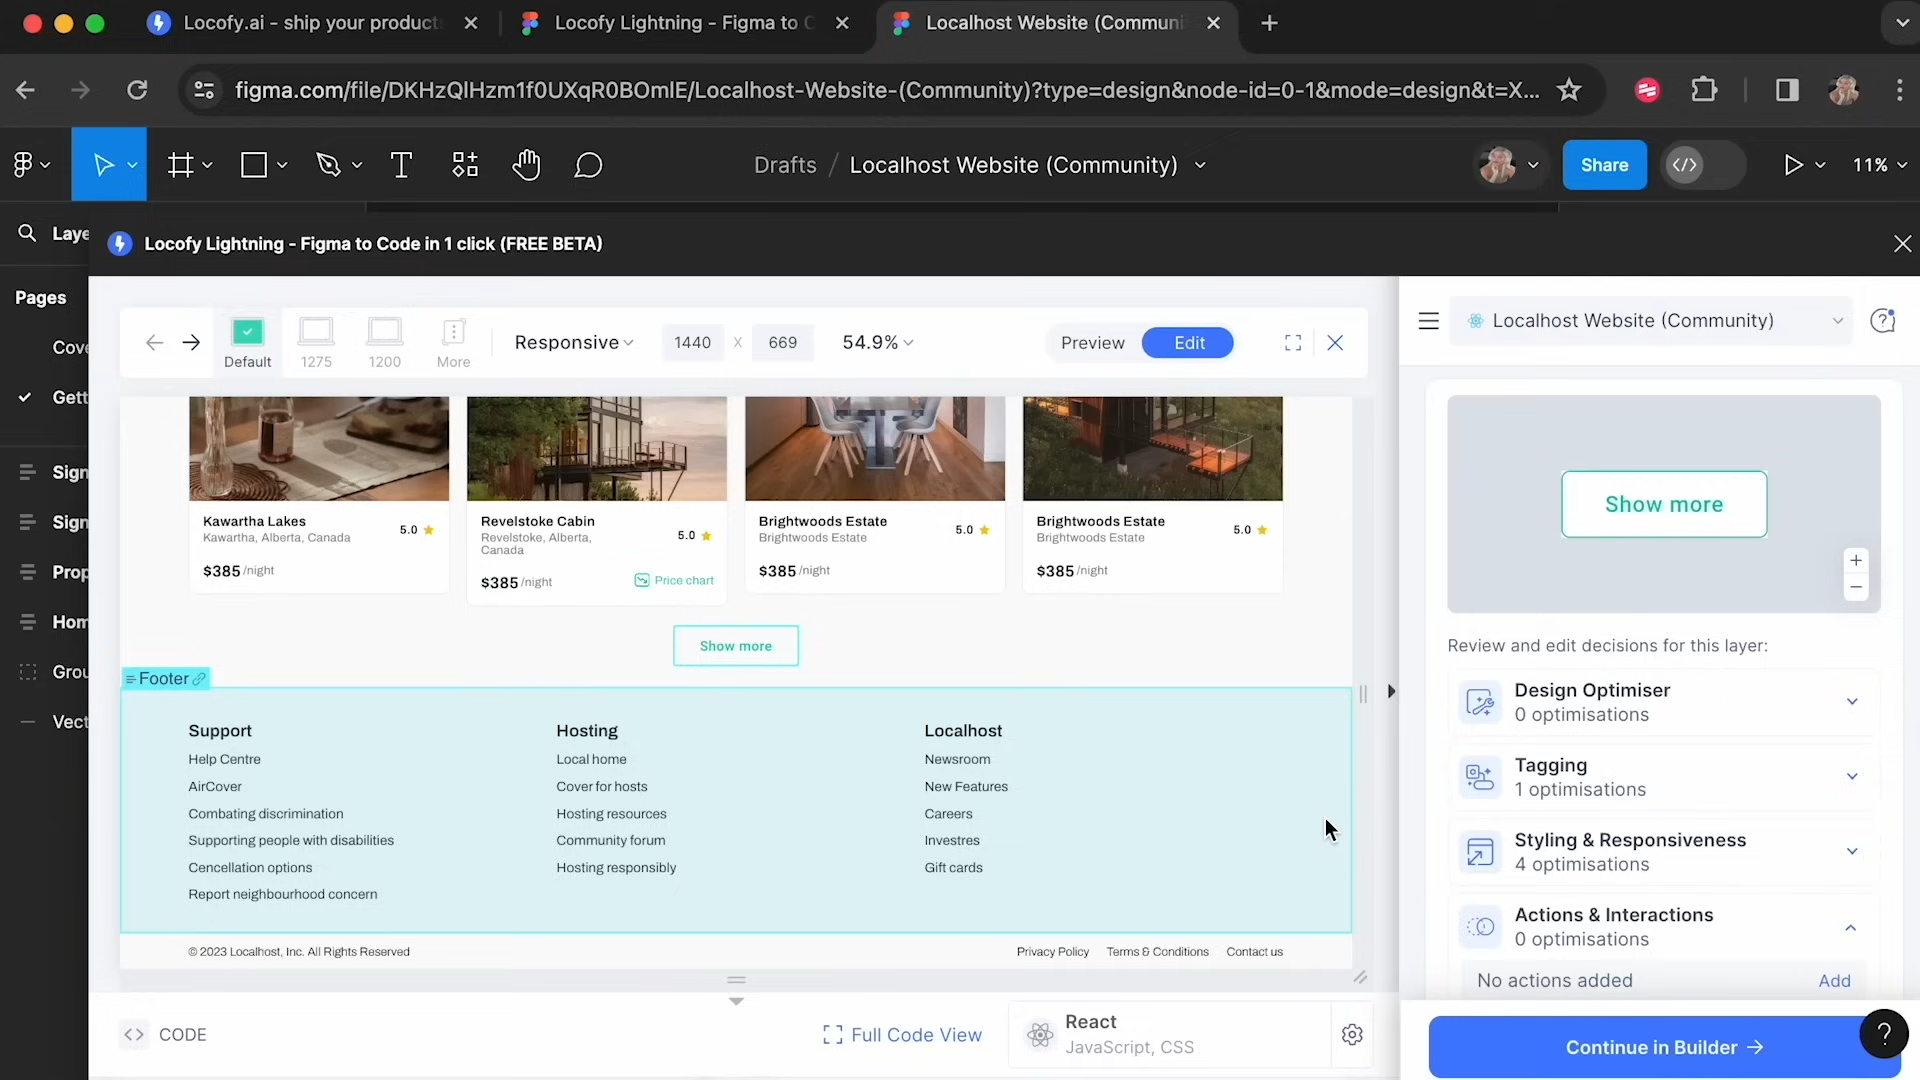 Locofy.ai - ship your product
Locofy Lightning - Figma to C
Localhost Website (Communi
figma.com/file/DKHzQlHzm1f0UXqR0BOmlE/Localhost-Website-(Community)?type=design&node-id=0-1&mode=design&t=X...
Drafts / Localhost Website (Community)
Share
11%
Laye
Locofy Lightning - Figma to Code in 1 click (FREE BETA)
Pages
Cove
Gett
Sign
Sign
Prop
Hom
Grou
Vect
Default
1275
1200
More
Responsive
1440 x 669
54.9%
Preview
Edit
Kawartha Lakes
Kawartha, Alberta, Canada
5.0
$385 /night
Revelstoke Cabin
Revelstoke, Alberta,
Canada
5.0
$385 /night
Price chart
Brightwoods Estate
Brightwoods Estate
5.0
$385 /night
Brightwoods Estate
Brightwoods Estate
5.0
$385 /night
Show more
Footer
Support
Help Centre
AirCover
Combating discrimination
Supporting people with disabilities
Cencellation options
Report neighbourhood concern
Hosting
Local home
Cover for hosts
Hosting resources
Community forum
Hosting responsibly
Localhost
Newsroom
New Features
Careers
Investres
Gift cards
© 2023 Localhost, Inc. All Rights Reserved
Privacy Policy
Terms & Conditions
Contact us
CODE
Full Code View
React
JavaScript, CSS
Localhost Website (Community)
Show more
Review and edit decisions for this layer:
Design Optimiser
0 optimisations
Tagging
1 optimisations
Styling & Responsiveness
4 optimisations
Actions & Interactions
0 optimisations
No actions added
Add
Continue in Builder →
?